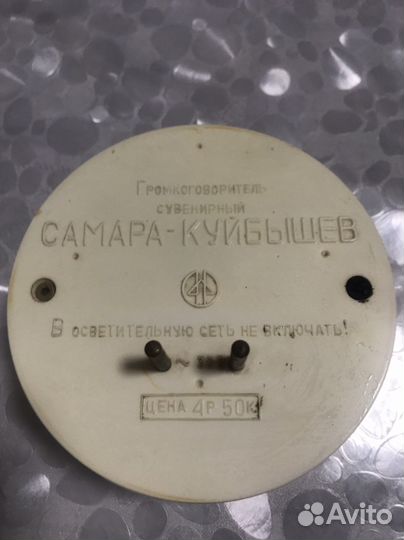 Громкоговоритель
сувенирный
САМАРА-КУЙБЫШЕВ
В осветительную сеть не включать!
ЦЕНА 4Р 50К
Avito